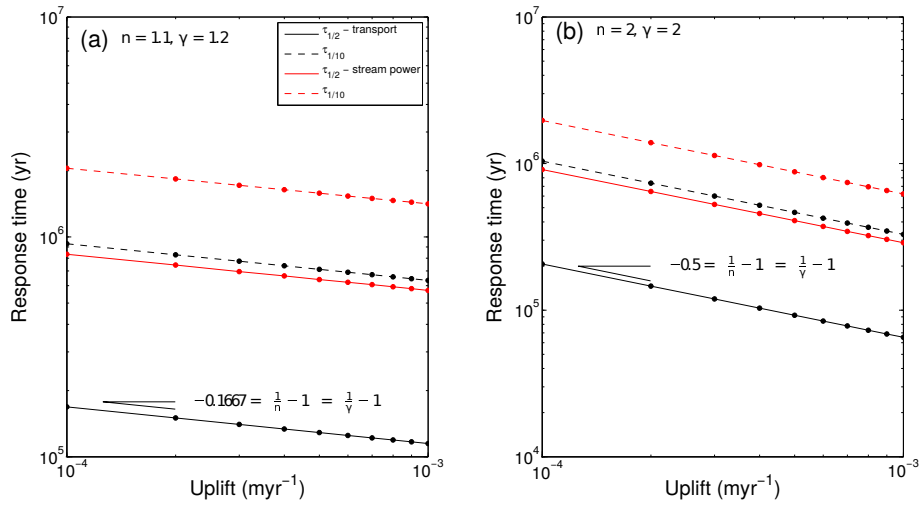 (a) n = 1.1, γ = 1.2
τ1/2 − transport
τ1/10
τ1/2 − stream power
τ1/10
10^7
10^6
10^5
Response time (yr)
−0.1667 = 1/n − 1 = 1/γ − 1
10^−4
10^−3
Uplift (myr^−1)
(b) n = 2, γ = 2
10^7
10^6
10^5
10^4
Response time (yr)
−0.5 = 1/n − 1 = 1/γ − 1
10^−4
10^−3
Uplift (myr^−1)